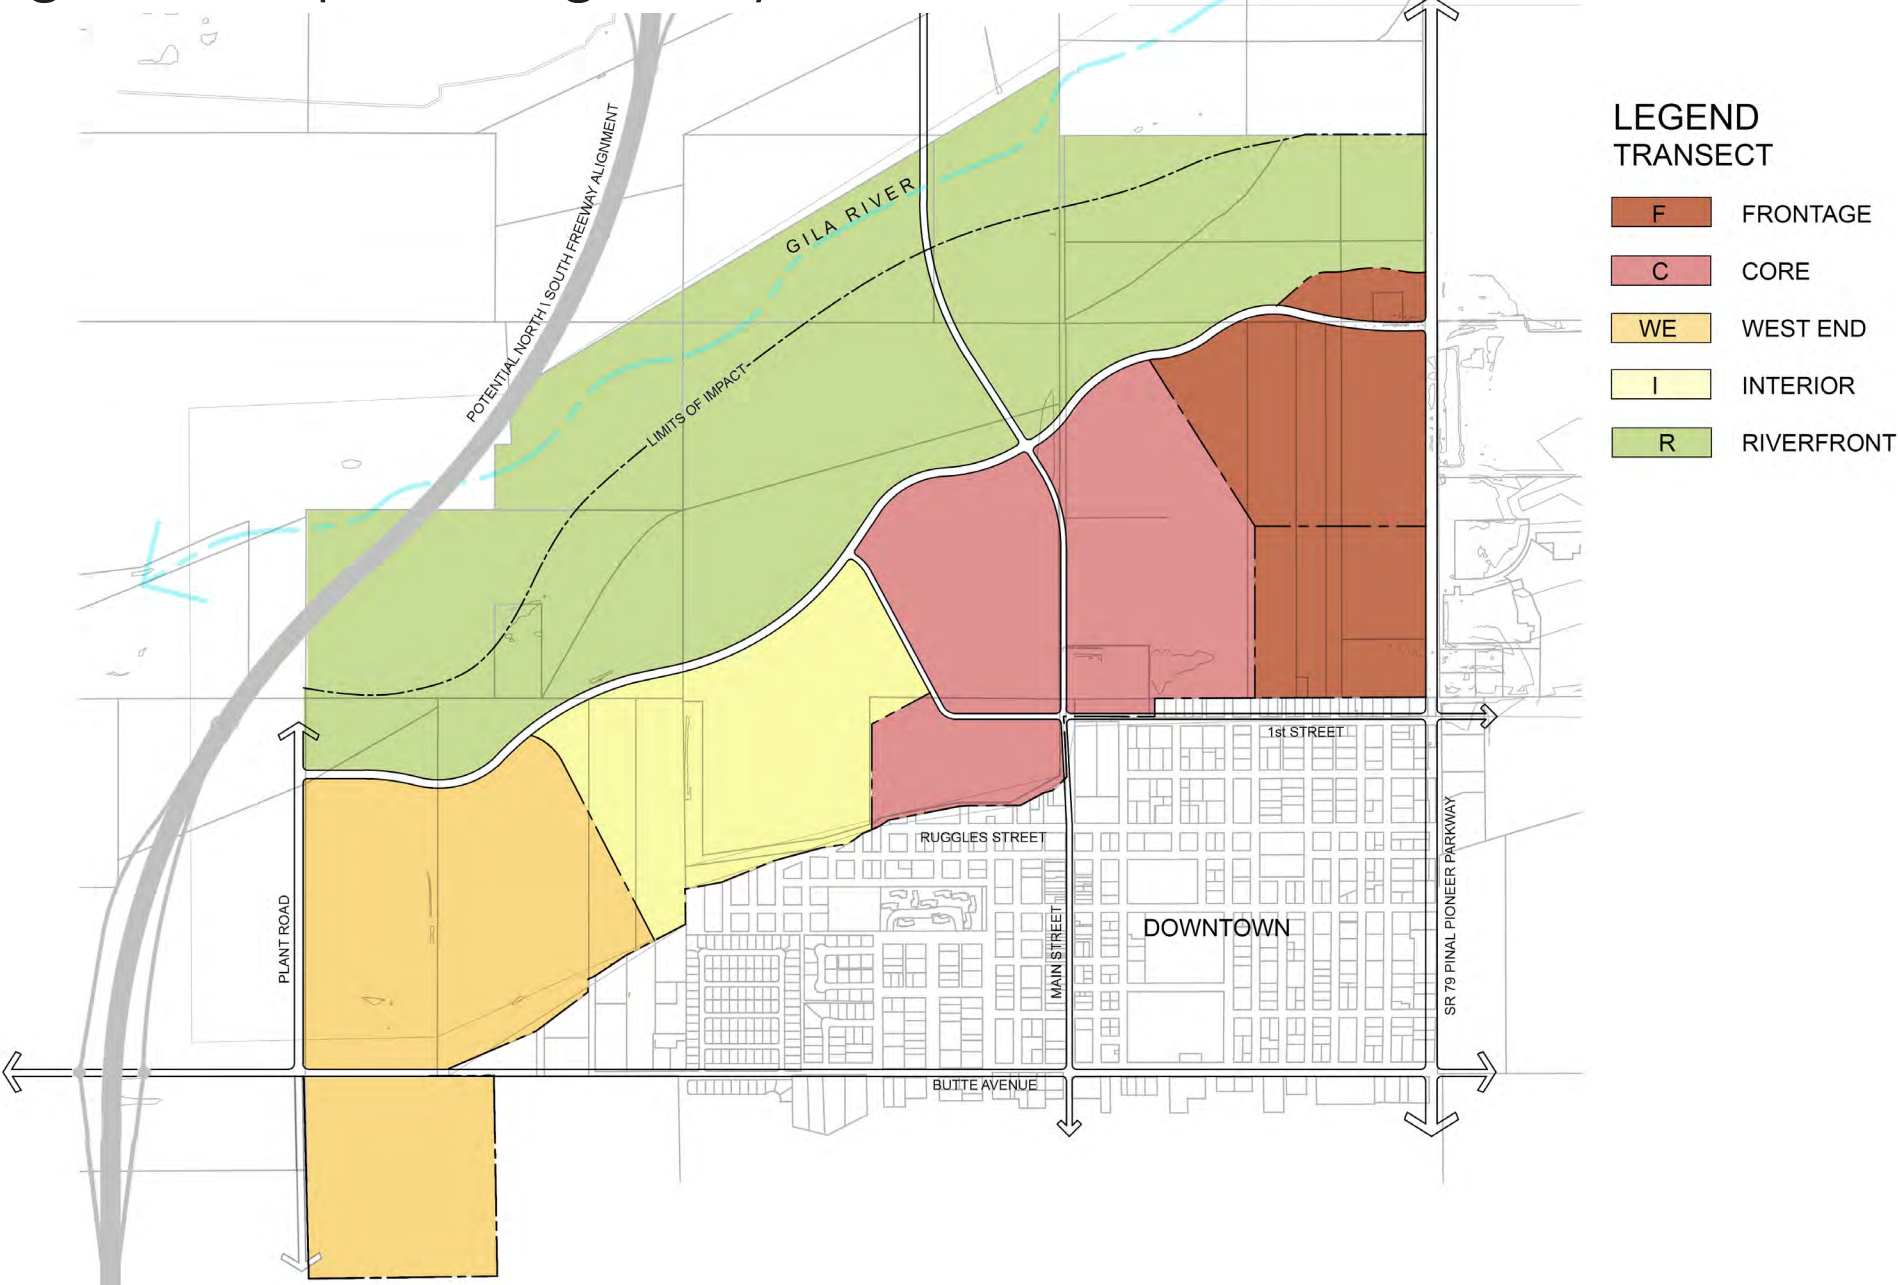 POTENTIAL NORTH \ SOUTH FREEWAY ALIGNMENT
GILA RIVER
LIMITS OF IMPACT
LEGEND
TRANSECT
F FRONTAGE
C CORE
WE WEST END
I INTERIOR
R RIVERFRONT
1st STREET
RUGGLES STREET
PLANT ROAD
MAIN STREET
DOWNTOWN
SR 79 PINAL PIONEER PARKWAY
BUTTE AVENUE